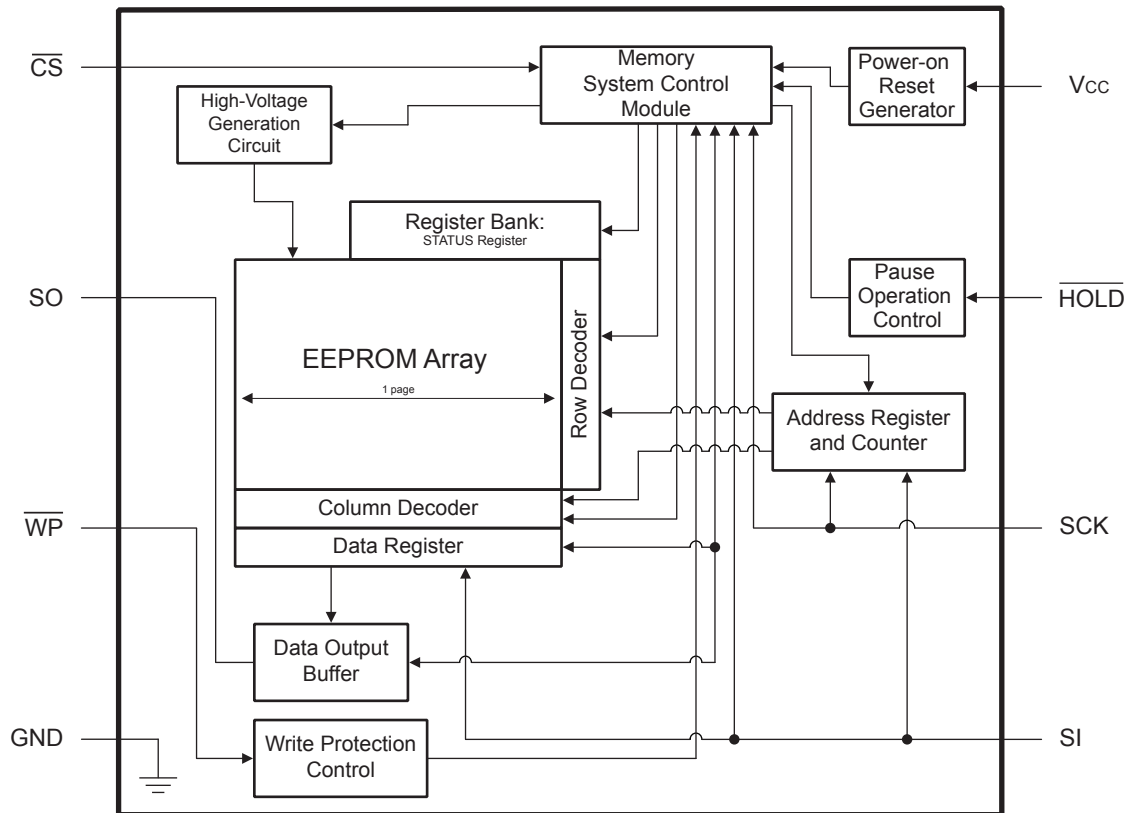 CS
Memory
System Control
Module
Power-on
Reset
Generator
VCC
High-Voltage
Generation
Circuit
Register Bank:
STATUS Register
SO
Pause
Operation
Control
HOLD
EEPROM Array
1 page
Row Decoder
Address Register
and Counter
Column Decoder
WP
SCK
Data Register
Data Output
Buffer
GND
Write Protection
Control
SI